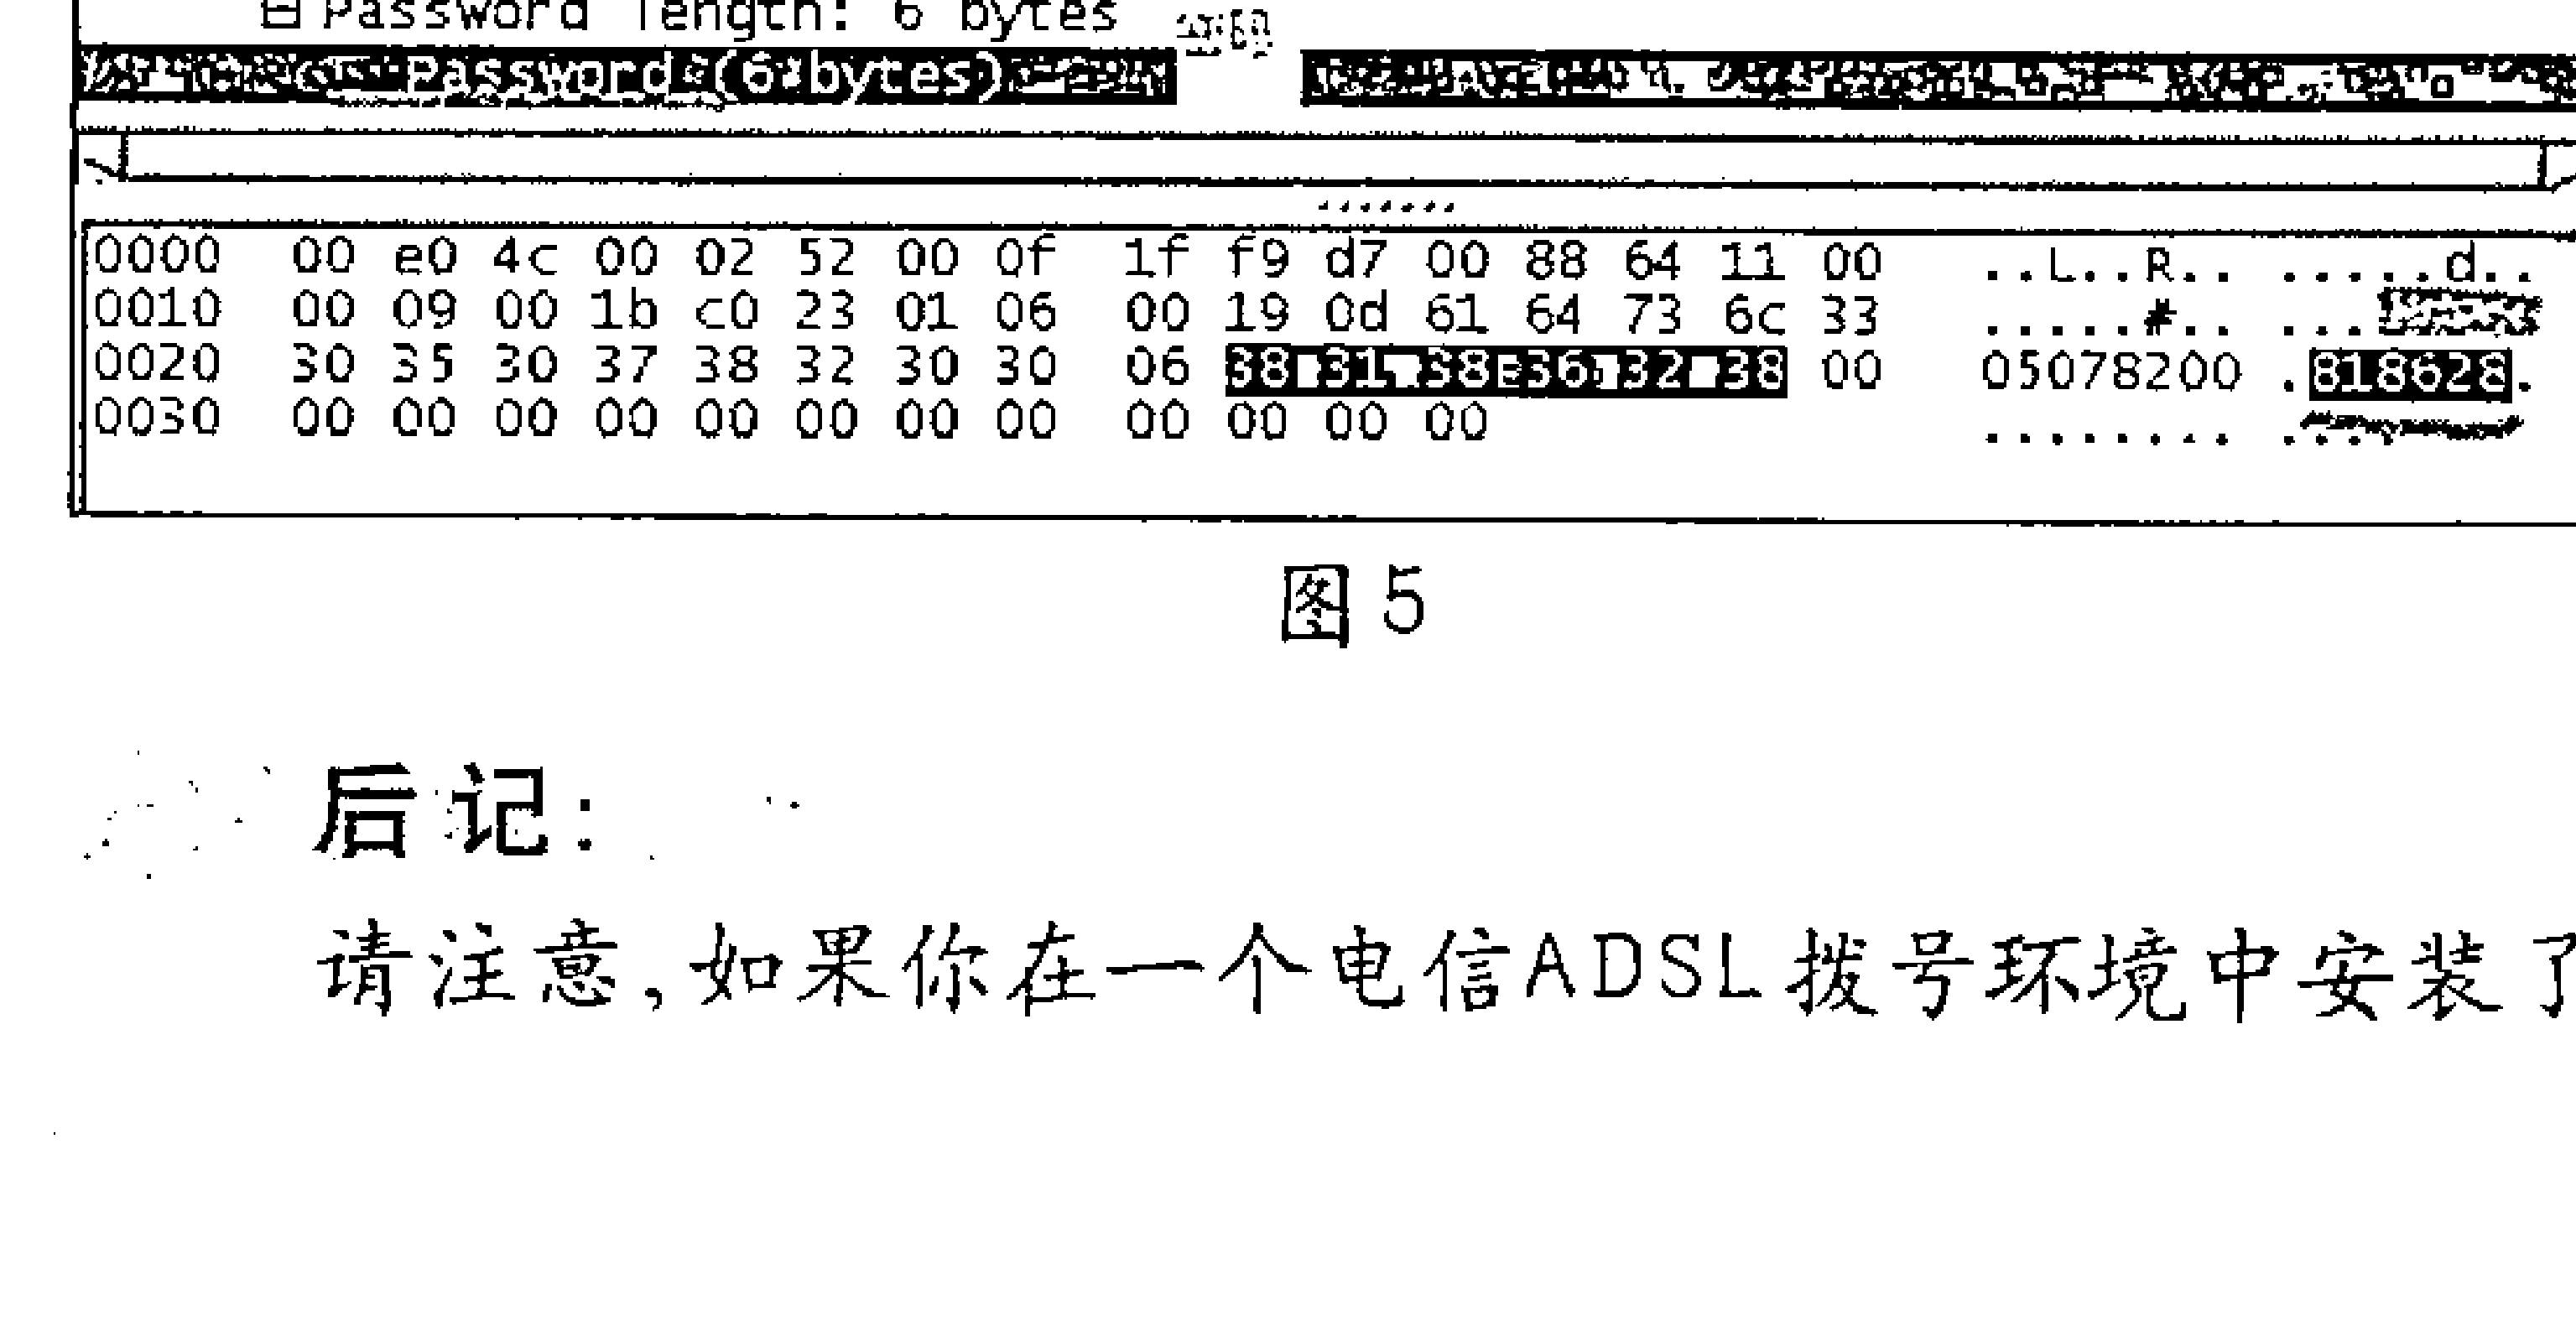 Password length: 6 bytes
Password (6 bytes)
0000 00 e0 4c 00 02 52 00 0f 1f f9 d7 00 88 64 11 00 ..L..R.. .....d..
0010 00 09 00 1b c0 23 01 06 00 19 0d 61 64 73 6c 33 .....#.. ...
0020 30 35 30 37 38 32 30 30 06 38 31 38 36 32 38 00 05078200 .818628.
0030 00 00 00 00 00 00 00 00 00 00 00 00 ........ ....
图 5
后记:
请注意,如果你在一个电信ADSL拨号环境中安装了